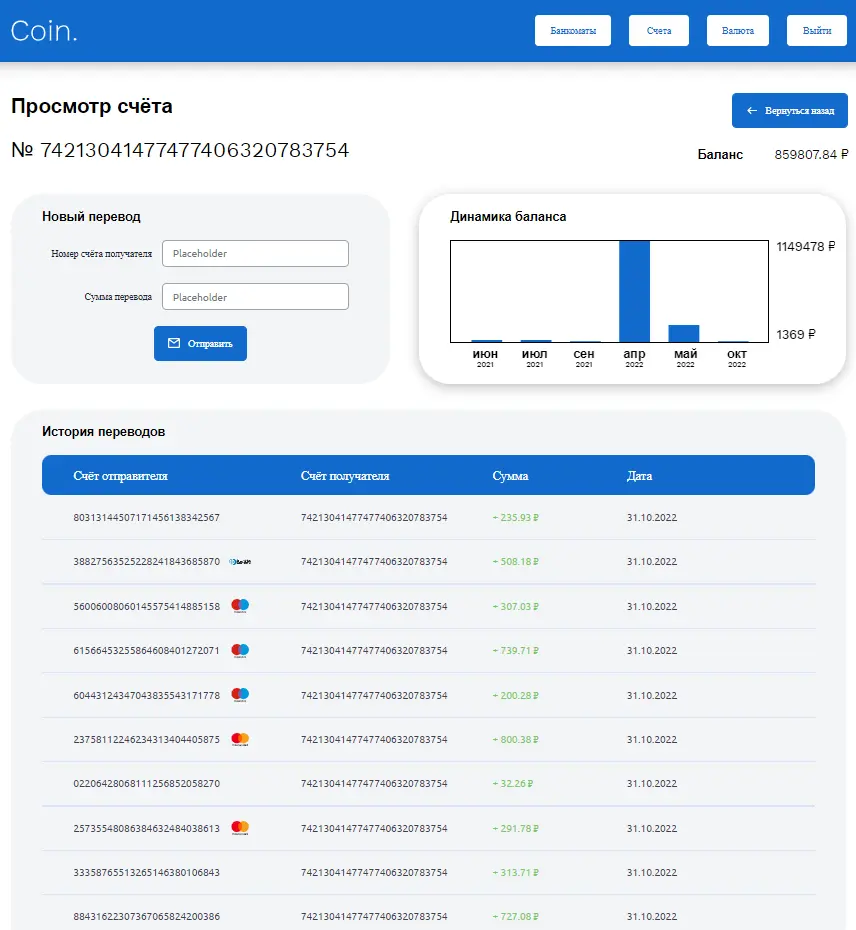 Coin.
Банкоматы
Счета
Валюта
Выйти
Просмотр счёта
Вернуться назад
№ 74213041477477406320783754
Баланс 859807.84 ₽
Новый перевод
Номер счёта получателя Placeholder
Сумма перевода Placeholder
Отправить
Динамика баланса
1149478 ₽
1369 ₽
июн июл сен апр май окт
2021 2021 2021 2022 2022 2022
История переводов
Счёт отправителя Счёт получателя Сумма Дата
80313144507171456138342567 74213041477477406320783754 + 235.93 ₽ 31.10.2022
38827563525228241843685870 74213041477477406320783754 + 508.18 ₽ 31.10.2022
56006008060145575414885158 74213041477477406320783754 + 307.03 ₽ 31.10.2022
61566453255864608401272071 74213041477477406320783754 + 739.71 ₽ 31.10.2022
60443124347043835543171778 74213041477477406320783754 + 200.28 ₽ 31.10.2022
23758112246234313404405875 74213041477477406320783754 + 800.38 ₽ 31.10.2022
02206428068111256852058270 74213041477477406320783754 + 32.26 ₽ 31.10.2022
25735548086384632484038613 74213041477477406320783754 + 291.78 ₽ 31.10.2022
33358765513265146380106843 74213041477477406320783754 + 313.71 ₽ 31.10.2022
88431622307367065824200386 74213041477477406320783754 + 727.08 ₽ 31.10.2022